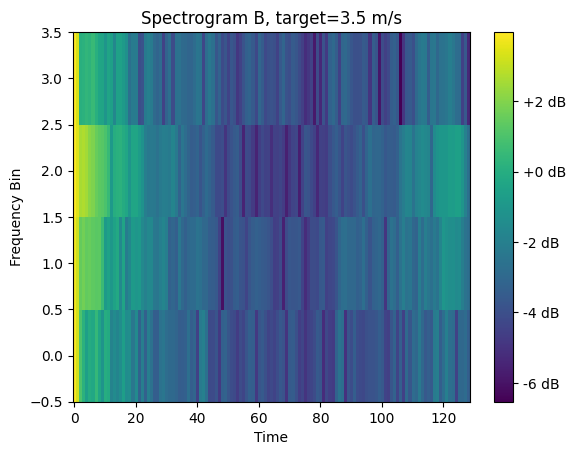 Spectrogram B, target=3.5 m/s
3.5
3.0
2.5
2.0
1.5
1.0
0.5
0.0
−0.5
Frequency Bin
0 20 40 60 80 100 120
Time
+2 dB
+0 dB
-2 dB
-4 dB
-6 dB